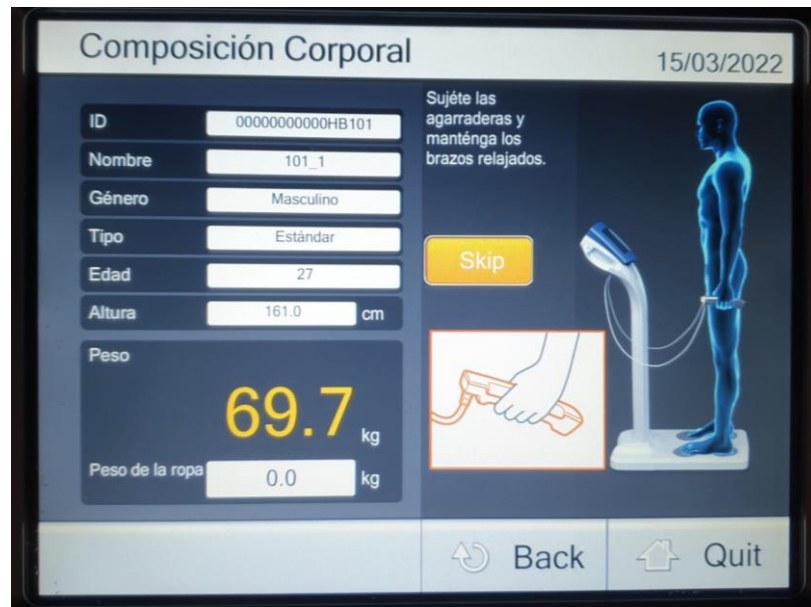 Composición Corporal
15/03/2022
ID 00000000000HB101
Nombre 101_1
Género Masculino
Tipo Estándar
Edad 27
Altura 161.0 cm
Peso
69.7 kg
Peso de la ropa 0.0 kg
Sujéte las
agarraderas y
manténga los
brazos relajados.
Skip
Back
Quit